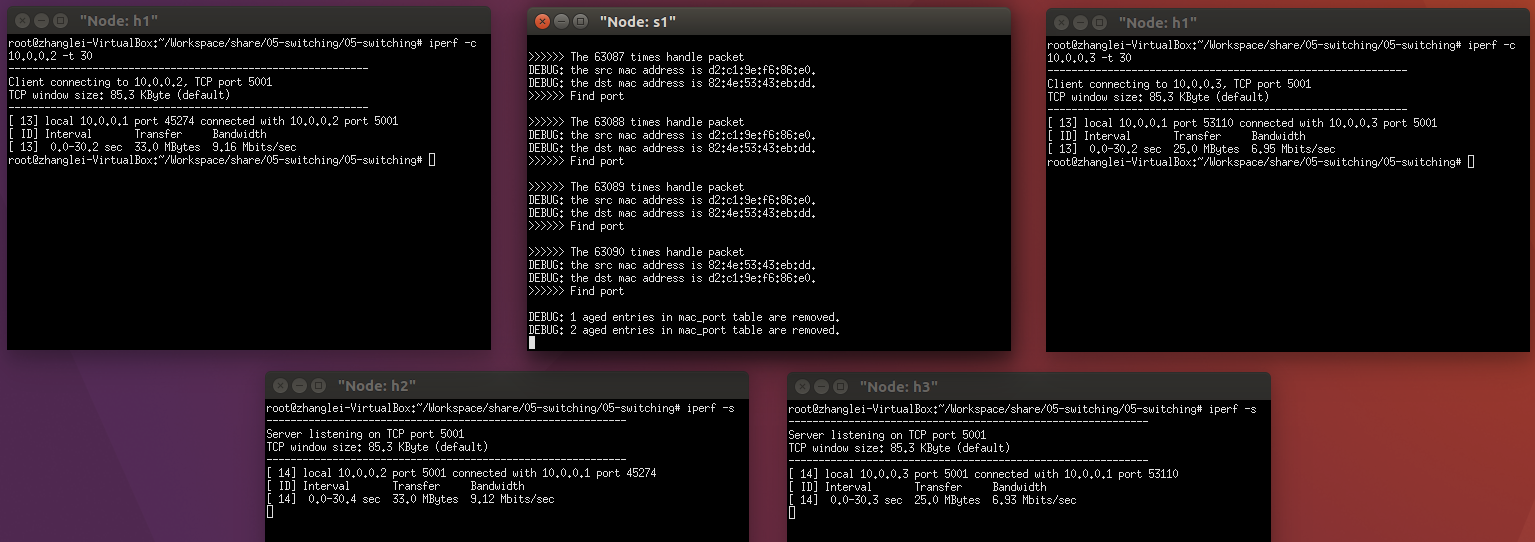 "Node: h1"
root@zhanglei-VirtualBox:~/Workspace/share/05-switching/05-switching# iperf -c
10.0.0.2 -t 30
------------------------------------------------------------
Client connecting to 10.0.0.2, TCP port 5001
TCP window size: 85.3 KByte (default)
------------------------------------------------------------
[ 13] local 10.0.0.1 port 45274 connected with 10.0.0.2 port 5001
[ ID] Interval       Transfer     Bandwidth
[ 13]  0.0-30.2 sec  33.0 MBytes  9.16 Mbits/sec
root@zhanglei-VirtualBox:~/Workspace/share/05-switching/05-switching#
"Node: s1"
>>>>>> The 63087 times handle packet
DEBUG: the src mac address is d2:c1:9e:f6:86:e0.
DEBUG: the dst mac address is 82:4e:53:43:eb:dd.
>>>>>> Find port
>>>>>> The 63088 times handle packet
DEBUG: the src mac address is d2:c1:9e:f6:86:e0.
DEBUG: the dst mac address is 82:4e:53:43:eb:dd.
>>>>>> Find port
>>>>>> The 63089 times handle packet
DEBUG: the src mac address is d2:c1:9e:f6:86:e0.
DEBUG: the dst mac address is 82:4e:53:43:eb:dd.
>>>>>> Find port
>>>>>> The 63090 times handle packet
DEBUG: the src mac address is 82:4e:53:43:eb:dd.
DEBUG: the dst mac address is d2:c1:9e:f6:86:e0.
>>>>>> Find port
DEBUG: 1 aged entries in mac_port table are removed.
DEBUG: 2 aged entries in mac_port table are removed.
"Node: h1"
root@zhanglei-VirtualBox:~/Workspace/share/05-switching/05-switching# iperf -c
10.0.0.3 -t 30
------------------------------------------------------------
Client connecting to 10.0.0.3, TCP port 5001
TCP window size: 85.3 KByte (default)
------------------------------------------------------------
[ 13] local 10.0.0.1 port 53110 connected with 10.0.0.3 port 5001
[ ID] Interval       Transfer     Bandwidth
[ 13]  0.0-30.2 sec  25.0 MBytes  6.95 Mbits/sec
root@zhanglei-VirtualBox:~/Workspace/share/05-switching/05-switching#
"Node: h2"
root@zhanglei-VirtualBox:~/Workspace/share/05-switching/05-switching# iperf -s
------------------------------------------------------------
Server listening on TCP port 5001
TCP window size: 85.3 KByte (default)
------------------------------------------------------------
[ 14] local 10.0.0.2 port 5001 connected with 10.0.0.1 port 45274
[ ID] Interval       Transfer     Bandwidth
[ 14]  0.0-30.4 sec  33.0 MBytes  9.12 Mbits/sec
"Node: h3"
root@zhanglei-VirtualBox:~/Workspace/share/05-switching/05-switching# iperf -s
------------------------------------------------------------
Server listening on TCP port 5001
TCP window size: 85.3 KByte (default)
------------------------------------------------------------
[ 14] local 10.0.0.3 port 5001 connected with 10.0.0.1 port 53110
[ ID] Interval       Transfer     Bandwidth
[ 14]  0.0-30.3 sec  25.0 MBytes  6.93 Mbits/sec